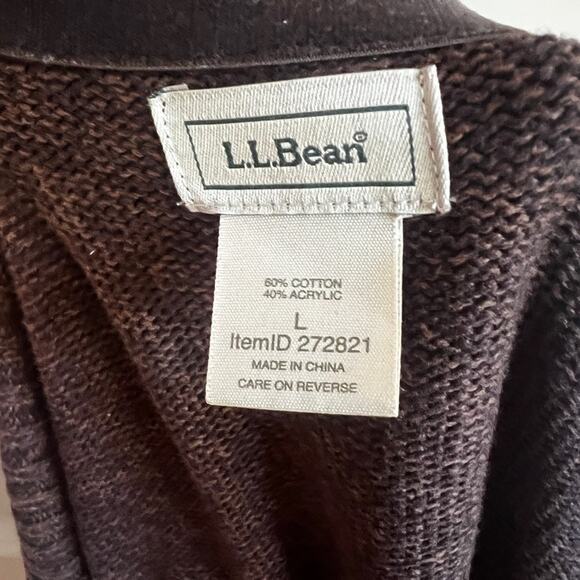 L.L.Bean®
60% COTTON
40% ACRYLIC
L
ItemID 272821
MADE IN CHINA
CARE ON REVERSE